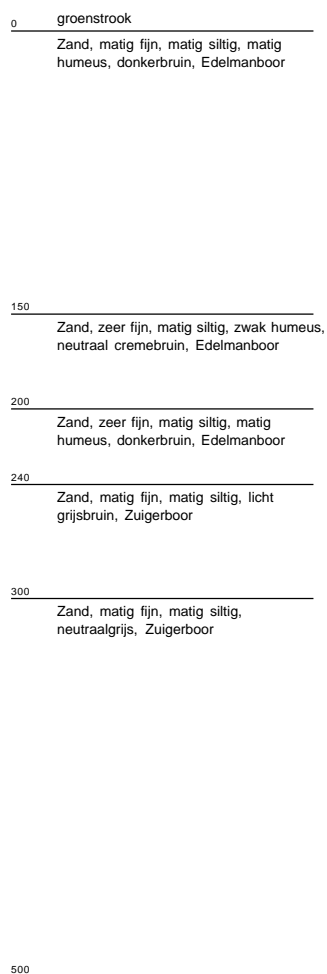 0 groenstrook
Zand, matig fijn, matig siltig, matig
humeus, donkerbruin, Edelmanboor
150
Zand, zeer fijn, matig siltig, zwak humeus,
neutraal cremebruin, Edelmanboor
200
Zand, zeer fijn, matig siltig, matig
humeus, donkerbruin, Edelmanboor
240
Zand, matig fijn, matig siltig, licht
grijsbruin, Zuigerboor
300
Zand, matig fijn, matig siltig,
neutraalgrijs, Zuigerboor
500